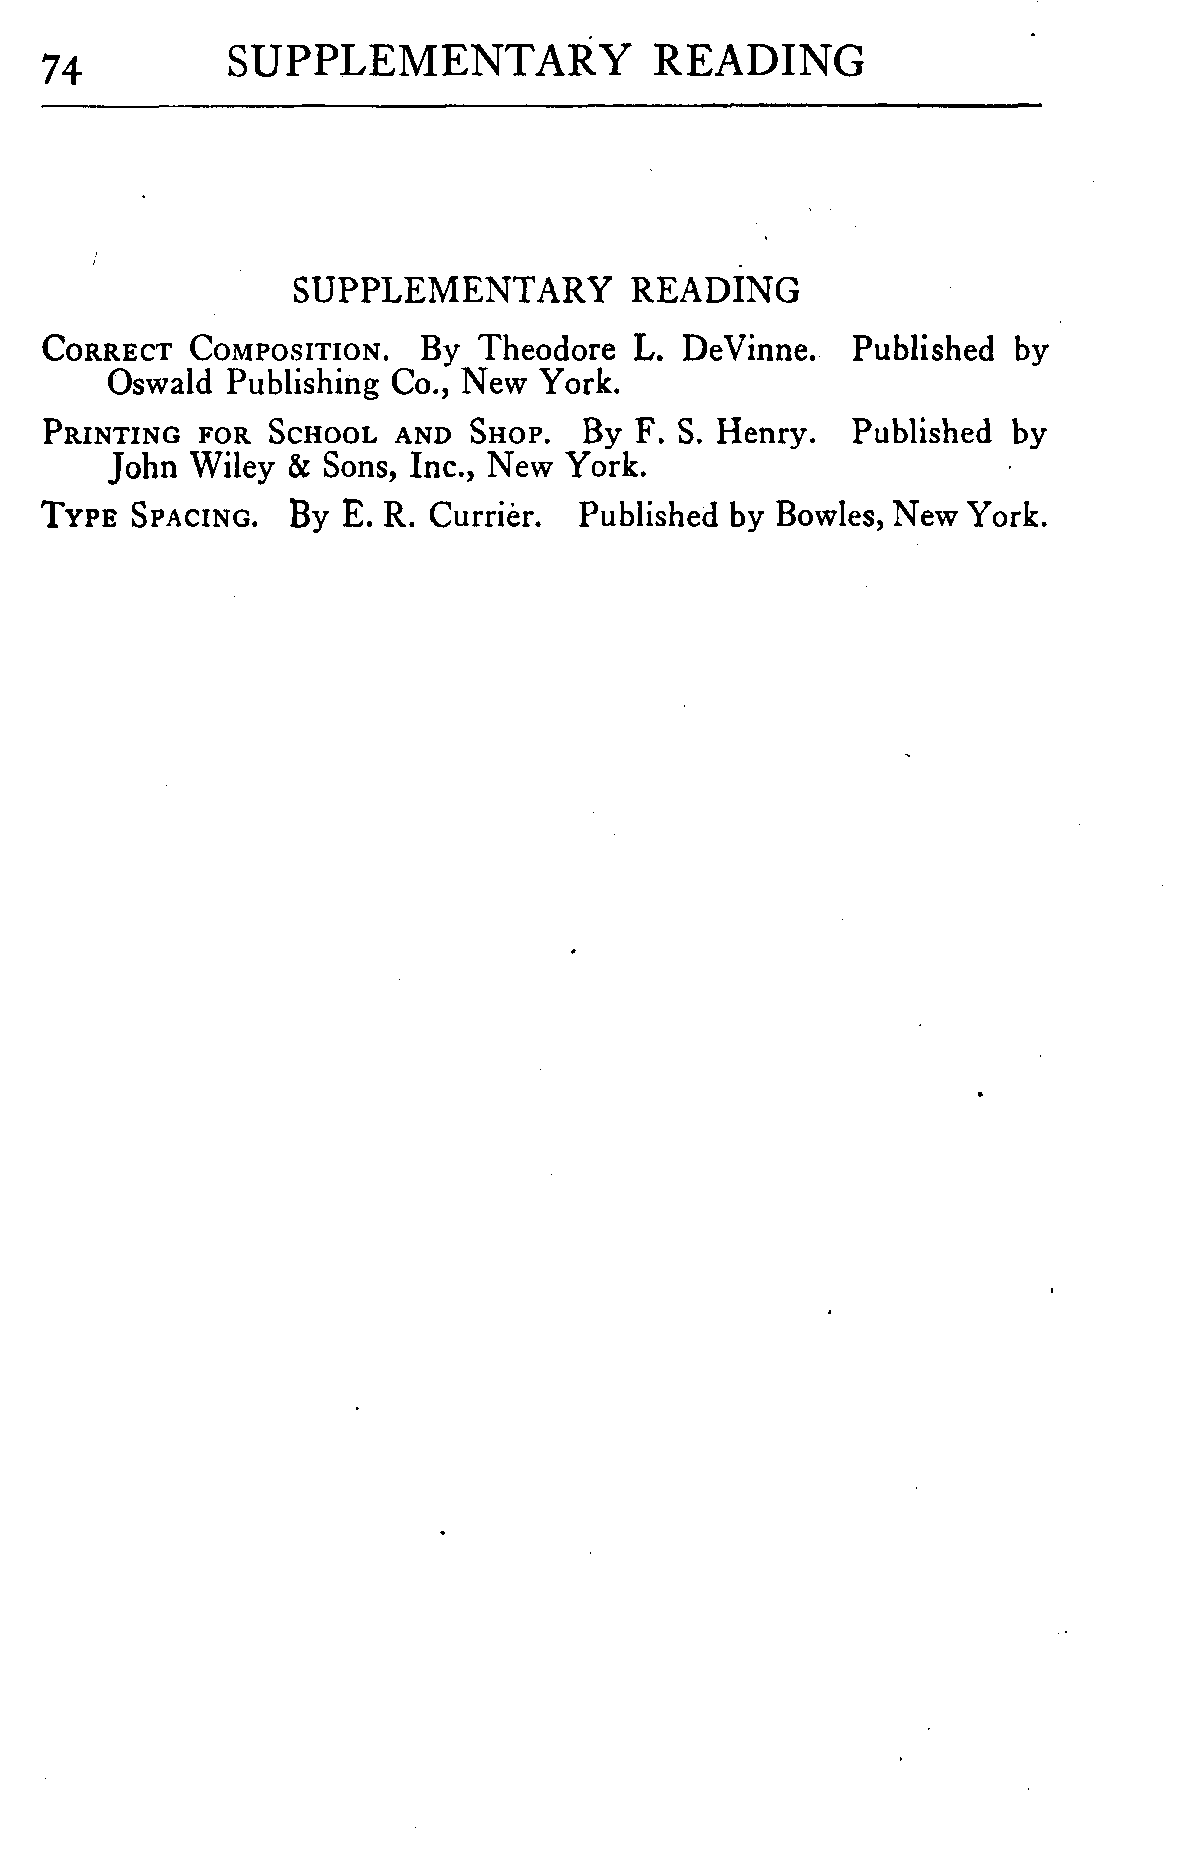 74 SUPPLEMENTARY READING
SUPPLEMENTARY READING
CORRECT COMPOSITION. By Theodore L. DeVinne. Published by
Oswald Publishing Co., New York.
PRINTING FOR SCHOOL AND SHOP. By F. S. Henry. Published by
John Wiley & Sons, Inc., New York.
TYPE SPACING. By E. R. Currier. Published by Bowles, New York.